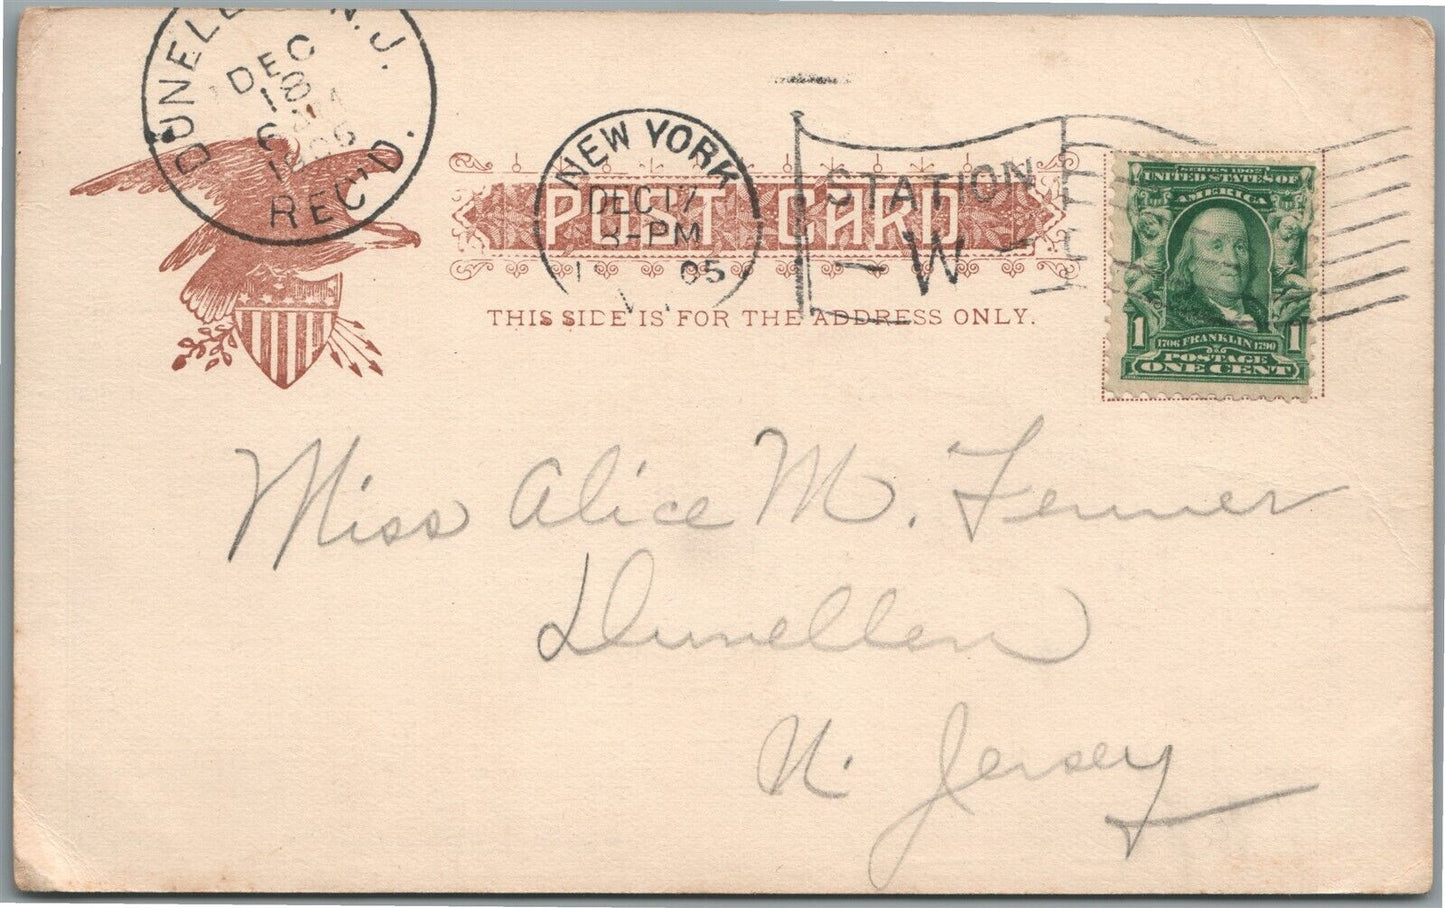 DUNELLEN N.J.
DEC
18
REC'D.
NEW YORK
DEC 17
8-PM
05
STATION
W
POST CARD
THIS SIDE IS FOR THE ADDRESS ONLY.
SERIES 1902
UNITED STATES OF
AMERICA
1 1706 FRANKLIN 1790 1
POSTAGE
ONE CENT
Miss Alice M. Fenner
Dunellen
N. Jersey